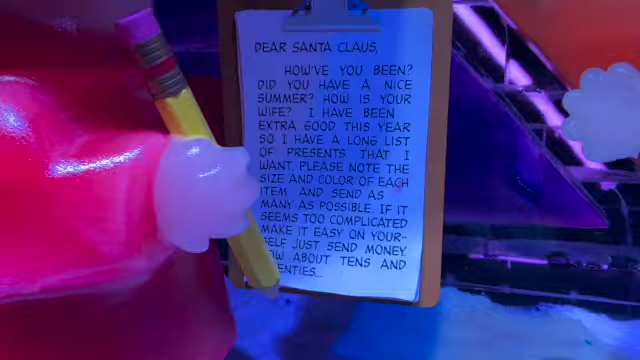 DEAR SANTA CLAUS,
HOW'VE YOU BEEN?
DID YOU HAVE A NICE
SUMMER? HOW IS YOUR
WIFE? I HAVE BEEN
EXTRA GOOD THIS YEAR
SO I HAVE A LONG LIST
OF PRESENTS THAT I
WANT. PLEASE NOTE THE
SIZE AND COLOR OF EACH
ITEM AND SEND AS
MANY AS POSSIBLE. IF IT
SEEMS TOO COMPLICATED
MAKE IT EASY ON YOUR-
SELF JUST SEND MONEY.
ABOUT TENS AND